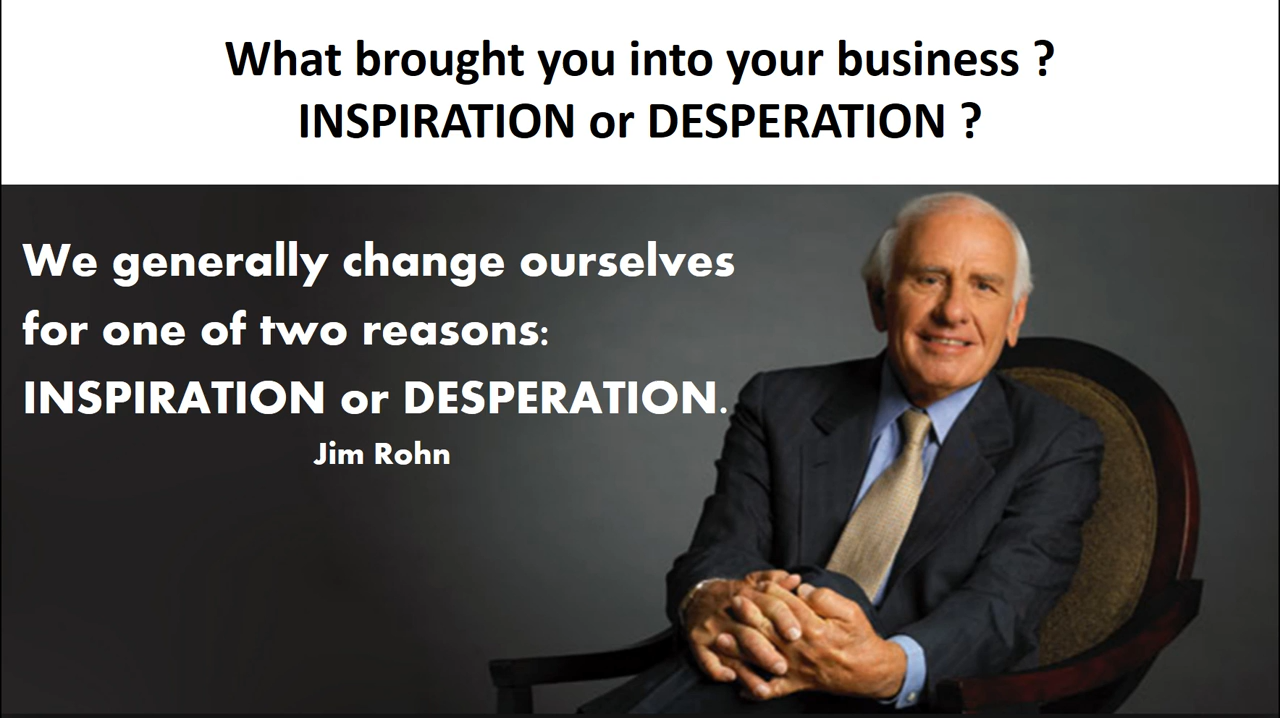 What brought you into your business ?
INSPIRATION or DESPERATION ?
We generally change ourselves
for one of two reasons:
INSPIRATION or DESPERATION.
Jim Rohn